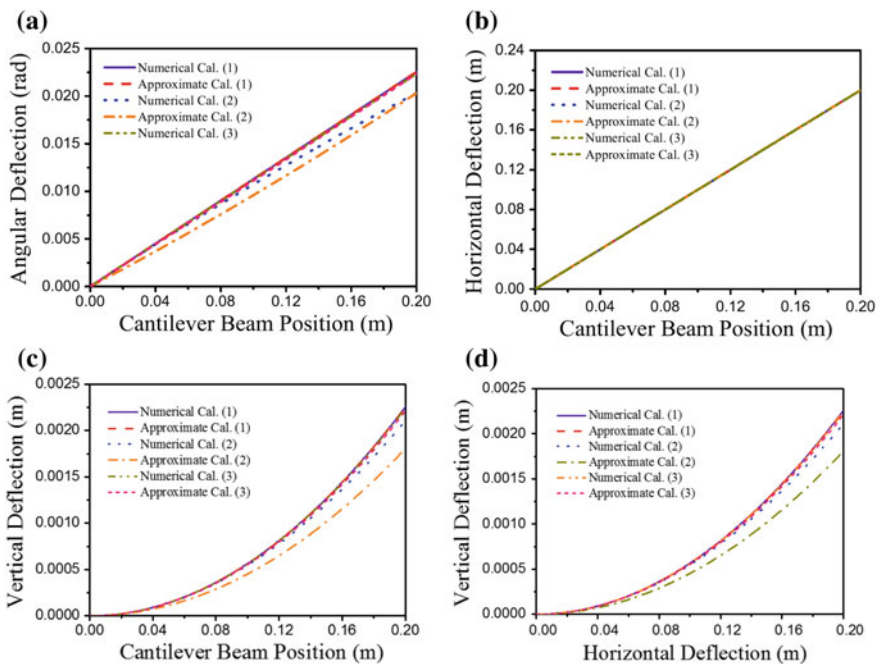 (a)
0.025
0.020
0.015
0.010
0.005
0.000
Angular Deflection (rad)
Numerical Cal. (1)
Approximate Cal. (1)
Numerical Cal. (2)
Approximate Cal. (2)
Numerical Cal. (3)
0.00 0.04 0.08 0.12 0.16 0.20
Cantilever Beam Position (m)
(b)
0.24
0.20
0.16
0.12
0.08
0.04
0.00
Horizontal Deflection (m)
Numerical Cal. (1)
Approximate Cal. (1)
Numerical Cal. (2)
Approximate Cal. (2)
Numerical Cal. (3)
Approximate Cal. (3)
0.00 0.04 0.08 0.12 0.16 0.20
Cantilever Beam Position (m)
(c)
0.0025
0.0020
0.0015
0.0010
0.0005
0.0000
Vertical Deflection (m)
Numerical Cal. (1)
Approximate Cal. (1)
Numerical Cal. (2)
Approximate Cal. (2)
Numerical Cal. (3)
Approximate Cal. (3)
0.00 0.04 0.08 0.12 0.16 0.20
Cantilever Beam Position (m)
(d)
0.0025
0.0020
0.0015
0.0010
0.0005
0.0000
Vertical Deflection (m)
Numerical Cal. (1)
Approximate Cal. (1)
Numerical Cal. (2)
Approximate Cal. (2)
Numerical Cal. (3)
Approximate Cal. (3)
0.00 0.04 0.08 0.12 0.16 0.20
Horizontal Deflection (m)